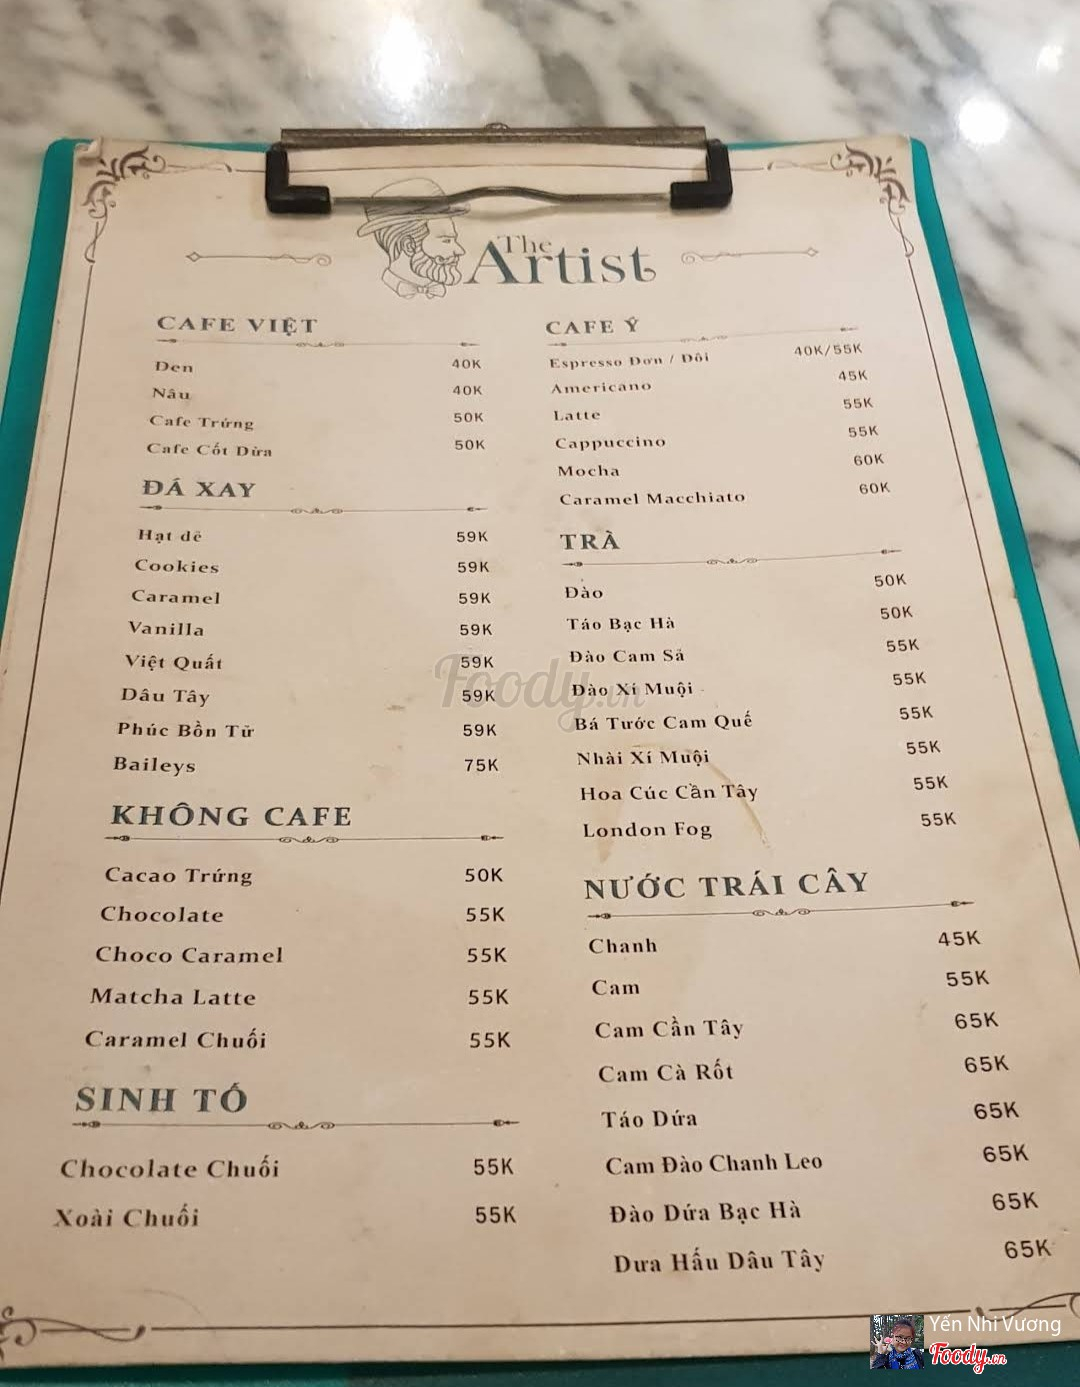 The
Artist
CAFE VIỆT
Đen 40K
Nâu 40K
Cafe Trứng 50K
Cafe Cốt Dừa 50K
ĐÁ XAY
Hạt dẻ 59K
Cookies 59K
Caramel 59K
Vanilla 59K
Việt Quất 59K
Dâu Tây 59K
Phúc Bồn Tử 59K
Baileys 75K
KHÔNG CAFE
Cacao Trứng 50K
Chocolate 55K
Choco Caramel 55K
Matcha Latte 55K
Caramel Chuối 55K
SINH TỐ
Chocolate Chuối 55K
Xoài Chuối 55K
CAFE Ý
Espresso Đơn / Đôi 40K/55K
Americano 45K
Latte 55K
Cappuccino 55K
Mocha 60K
Caramel Macchiato 60K
TRÀ
Đào 50K
Táo Bạc Hà 50K
Đào Cam Sả 55K
Đào Xí Muội 55K
Bá Tước Cam Quế 55K
Nhài Xí Muội 55K
Hoa Cúc Cần Tây 55K
London Fog 55K
NƯỚC TRÁI CÂY
Chanh 45K
Cam 55K
Cam Cần Tây 65K
Cam Cà Rốt 65K
Táo Dứa 65K
Cam Đào Chanh Leo 65K
Đào Dứa Bạc Hà 65K
Dưa Hấu Dâu Tây 65K
Foody.vn
Yến Nhi Vương
Foody.vn